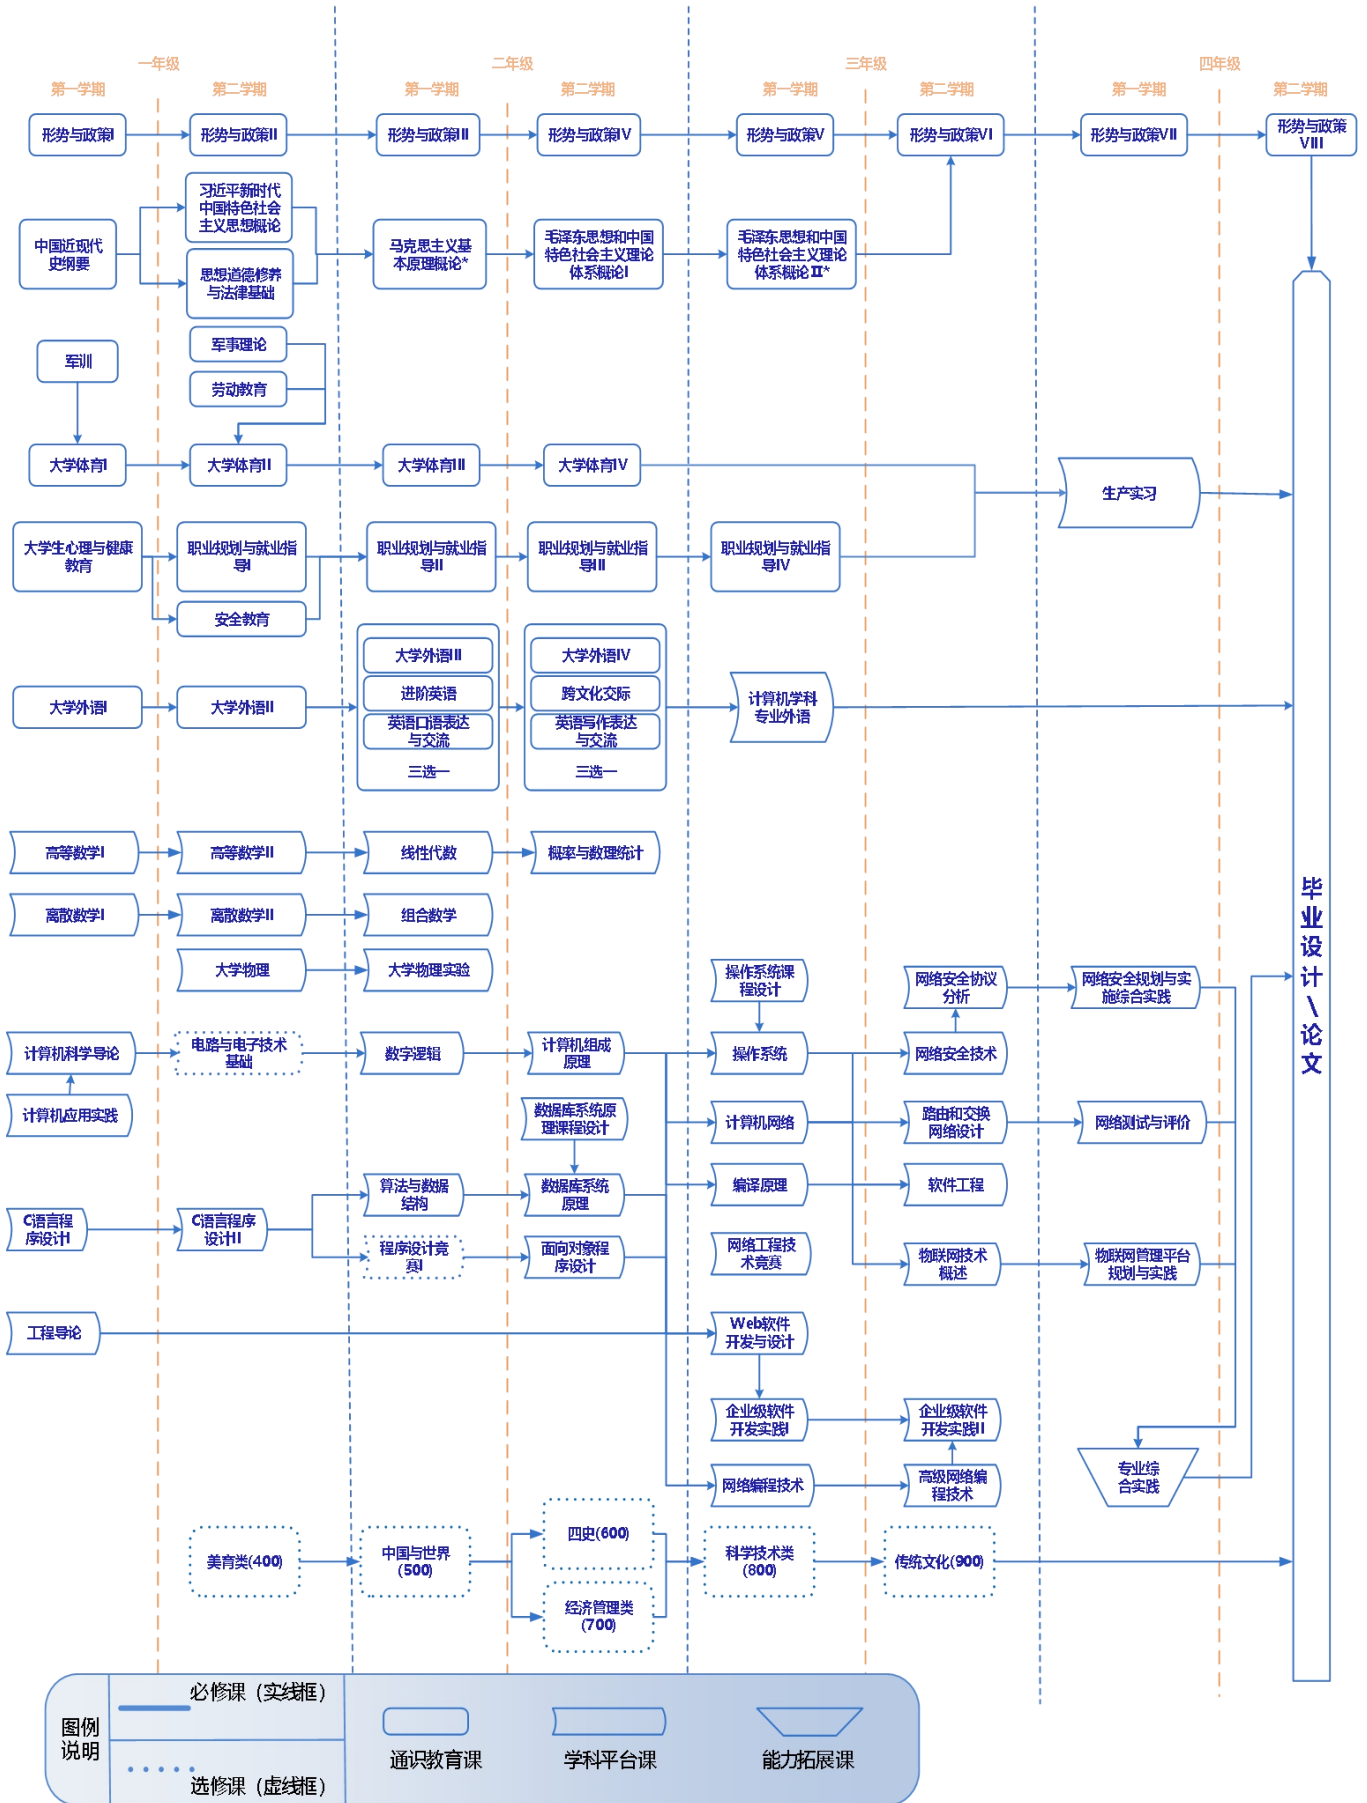 一年级
二年级
三年级
四年级
第一学期
第二学期
第一学期
第二学期
第一学期
第二学期
第一学期
第二学期
形势与政策I
形势与政策II
形势与政策III
形势与政策IV
形势与政策V
形势与政策VI
形势与政策VII
形势与政策
VIII
中国近现代
史纲要
习近平新时代
中国特色社会
主义思想概论
思想道德修养
与法律基础
马克思主义基
本原理概论*
毛泽东思想和中国
特色社会主义理论
体系概论I
毛泽东思想和中国
特色社会主义理论
体系概论II*
军训
军事理论
劳动教育
大学体育I
大学体育II
大学体育III
大学体育IV
生产实习
大学生心理与健康
教育
职业规划与就业指
导I
安全教育
职业规划与就业指
导II
职业规划与就业指
导III
职业规划与就业指
导IV
大学外语I
大学外语II
大学外语III
进阶英语
英语口语表达
与交流
三选一
大学外语IV
跨文化交际
英语写作表达
与交流
三选一
计算机学科
专业外语
高等数学I
高等数学II
线性代数
概率与数理统计
离散数学I
离散数学II
组合数学
大学物理
大学物理实验
操作系统课
程设计
网络安全协议
分析
网络安全规划与实
施综合实践
计算机科学导论
电路与电子技术
基础
数字逻辑
计算机组成
原理
操作系统
网络安全技术
计算机应用实践
数据库系统原
理课程设计
计算机网络
路由和交换
网络设计
网络测试与评价
算法与数据
结构
数据库系统
原理
编译原理
软件工程
C语言程
序设计I
C语言程序
设计II
程序设计竞
赛I
面向对象程
序设计
网络工程技
术竞赛
物联网技术
概述
物联网管理平台
规划与实践
工程导论
Web软件
开发与设计
企业级软件
开发实践I
企业级软件
开发实践II
网络编程技术
高级网络编
程技术
专业综
合实践
美育类(400)
中国与世界
(500)
四史(600)
经济管理类
(700)
科学技术类
(800)
传统文化(900)
毕
业
设
计
\
论
文
图例
说明
必修课（实线框）
选修课（虚线框）
通识教育课
学科平台课
能力拓展课